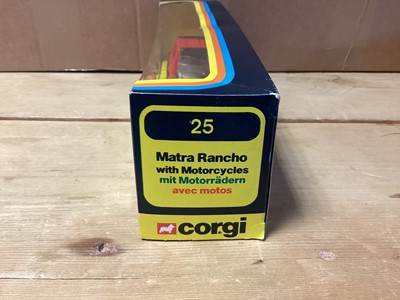 25
Matra Rancho
with Motorcycles
mit Motorrädern
avec motos
corgi